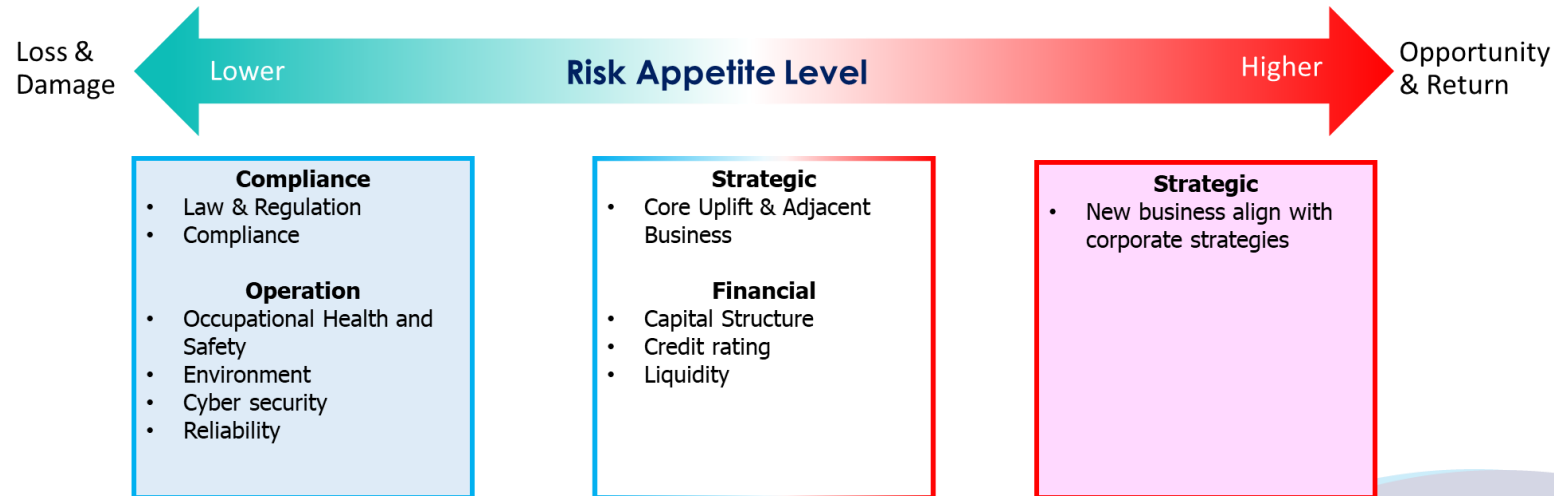 Loss &
Damage
Lower
Risk Appetite Level
Higher
Opportunity
& Return
Compliance
• Law & Regulation
• Compliance
Operation
• Occupational Health and
Safety
• Environment
• Cyber security
• Reliability
Strategic
• Core Uplift & Adjacent
Business
Financial
• Capital Structure
• Credit rating
• Liquidity
Strategic
• New business align with
corporate strategies